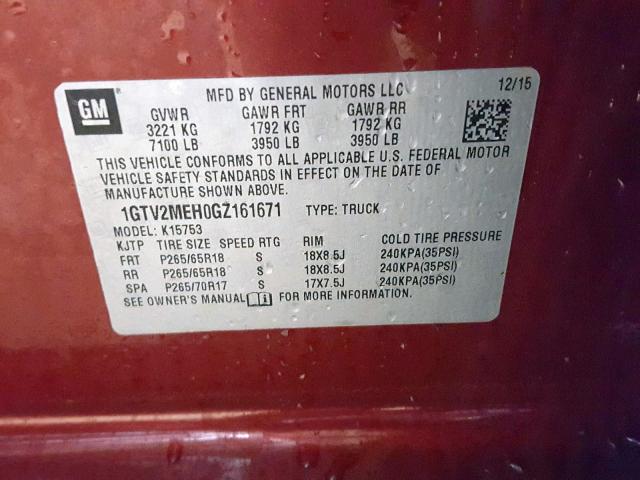 GM
MFD BY GENERAL MOTORS LLC 12/15
GVWR GAWR FRT GAWR RR
3221 KG 1792 KG 1792 KG
7100 LB 3950 LB 3950 LB
THIS VEHICLE CONFORMS TO ALL APPLICABLE U.S. FEDERAL MOTOR
VEHICLE SAFETY STANDARDS IN EFFECT ON THE DATE OF
MANUFACTURE SHOWN ABOVE.
1GTV2MEH0GZ161671 TYPE: TRUCK
MODEL: K15753
KJTP TIRE SIZE SPEED RTG RIM COLD TIRE PRESSURE
FRT P265/65R18 S 18X8.5J 240KPA(35PSI)
RR P265/65R18 S 18X8.5J 240KPA(35PSI)
SPA P265/70R17 S 17X7.5J 240KPA(35PSI)
SEE OWNER'S MANUAL FOR MORE INFORMATION.